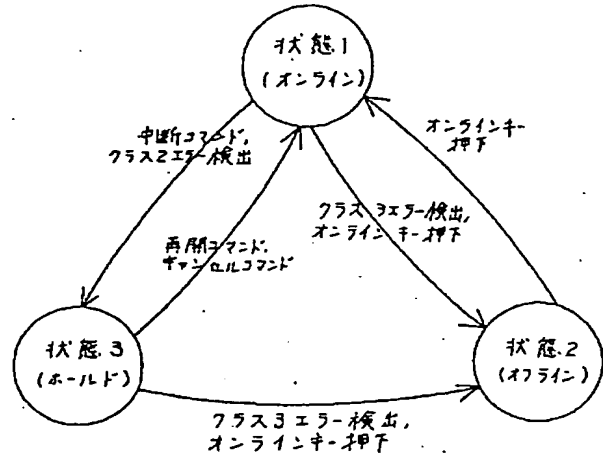 状態1
(オンライン)
中断コマンド,
クラス2エラー検出
オンラインキー
押下
クラス3エラー検出,
オンラインキー押下
再開コマンド,
キャンセルコマンド
状態3
(ホールド)
状態2
(オフライン)
クラス3エラー検出,
オンラインキー押下